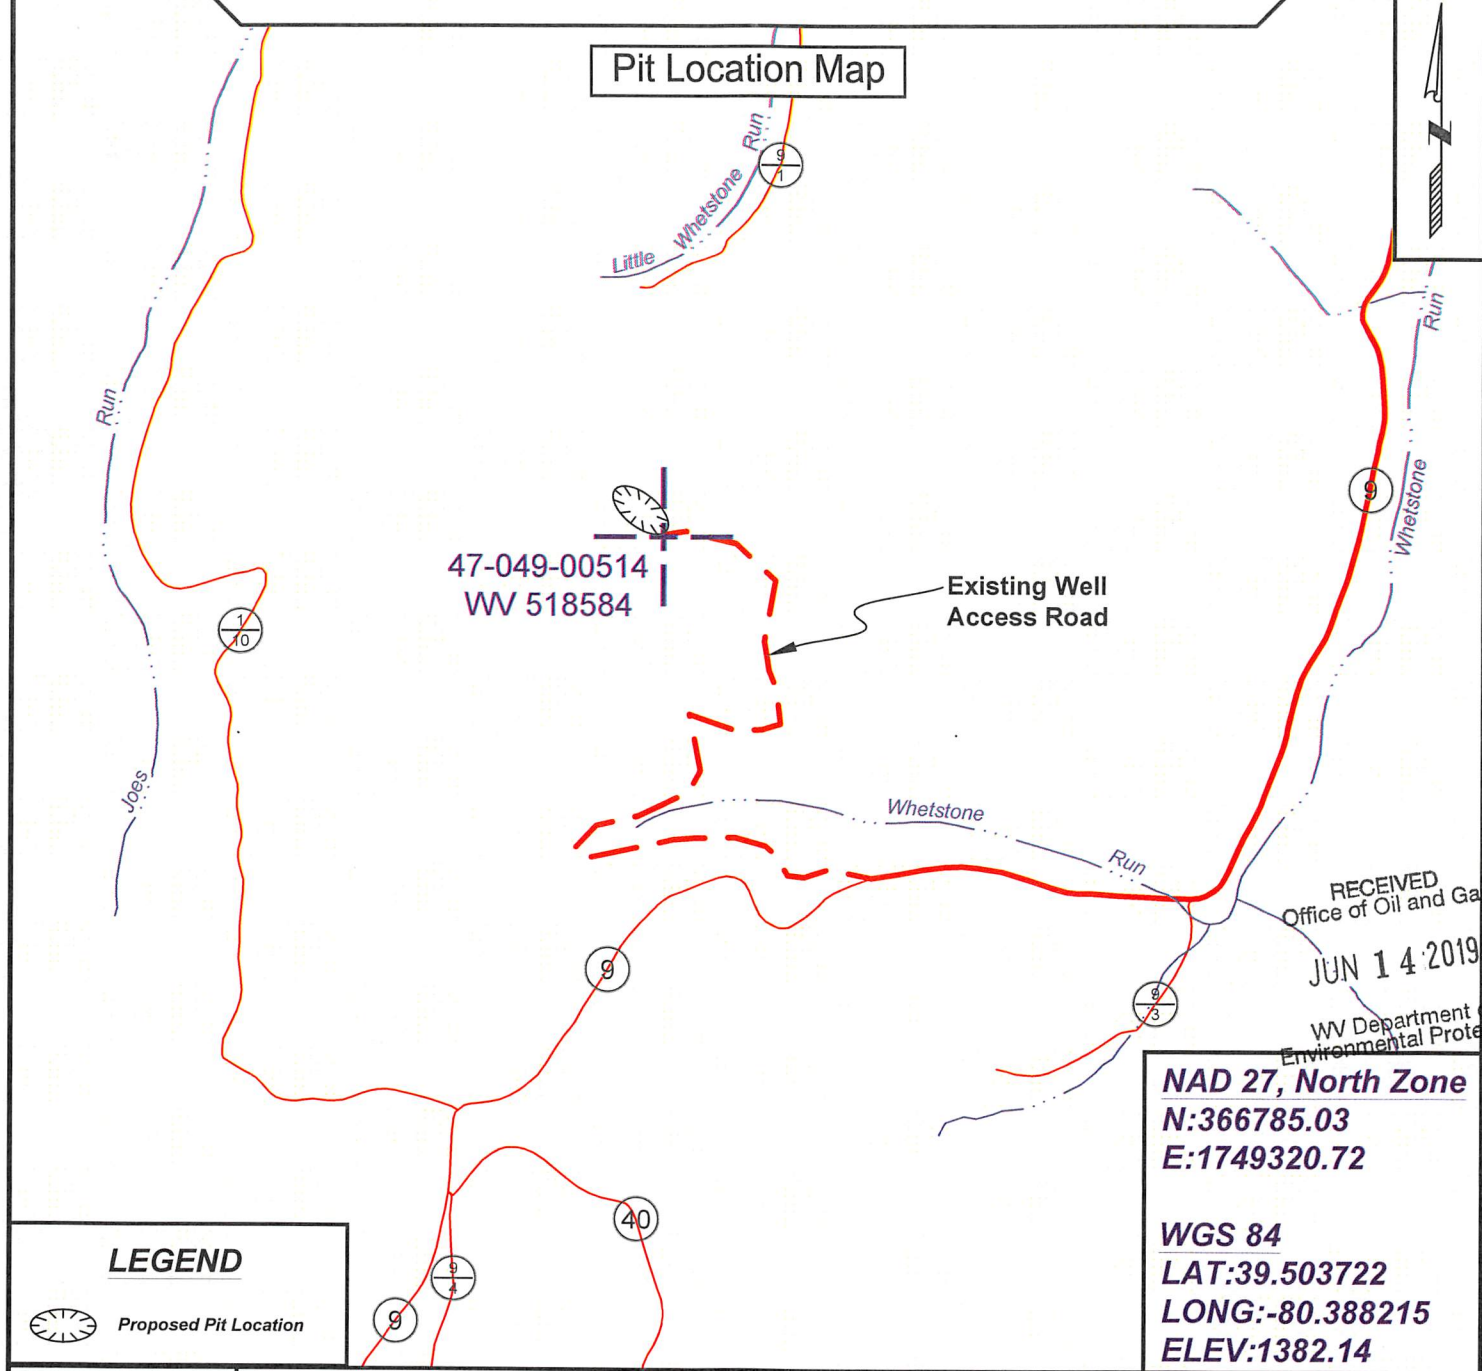 Pit Location Map
N
Run
9
1
Whetstone
Little
Run
Run
9
Whetstone
47-049-00514
WV 518584
Existing Well
Access Road
1
10
Joes
Whetstone
Run
RECEIVED
Office of Oil and Ga
JUN 14 2019
WV Department
Environmental Prote
9
9
3
NAD 27, North Zone
N:366785.03
E:1749320.72
WGS 84
LAT:39.503722
LONG:-80.388215
ELEV:1382.14
40
9
4
9
LEGEND
Proposed Pit Location